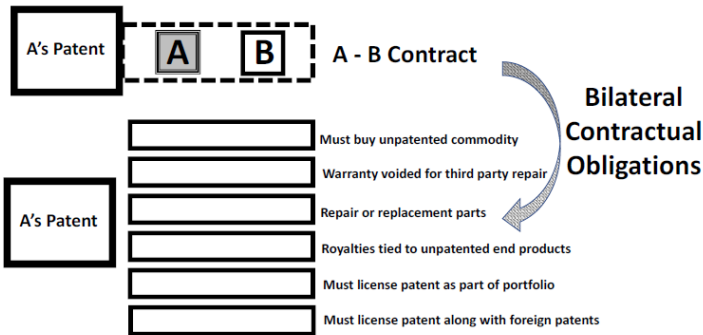 A's Patent
A
B
A - B Contract
Bilateral
Contractual
Obligations
Must buy unpatented commodity
Warranty voided for third party repair
A's Patent
Repair or replacement parts
Royalties tied to unpatented end products
Must license patent as part of portfolio
Must license patent along with foreign patents